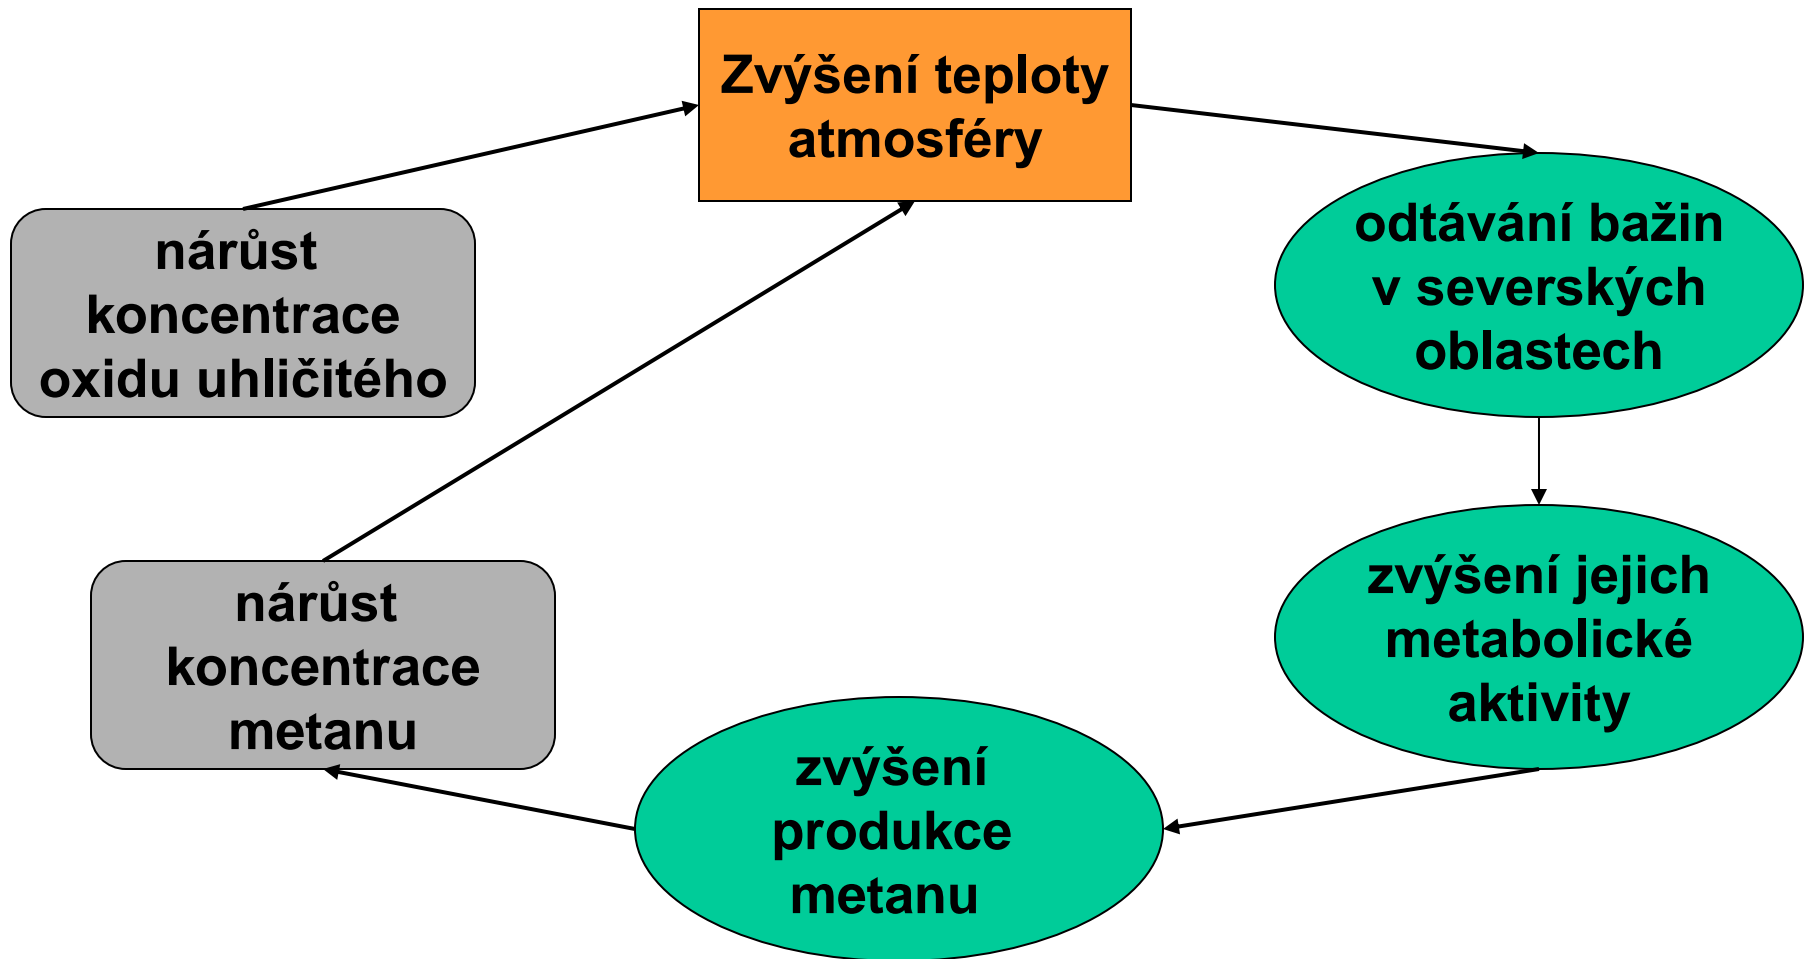 Zvýšení teploty
atmosféry
nárůst
koncentrace
oxidu uhličitého
odtávání bažin
v severských
oblastech
zvýšení jejich
metabolické
aktivity
zvýšení
produkce
metanu
nárůst
koncentrace
metanu